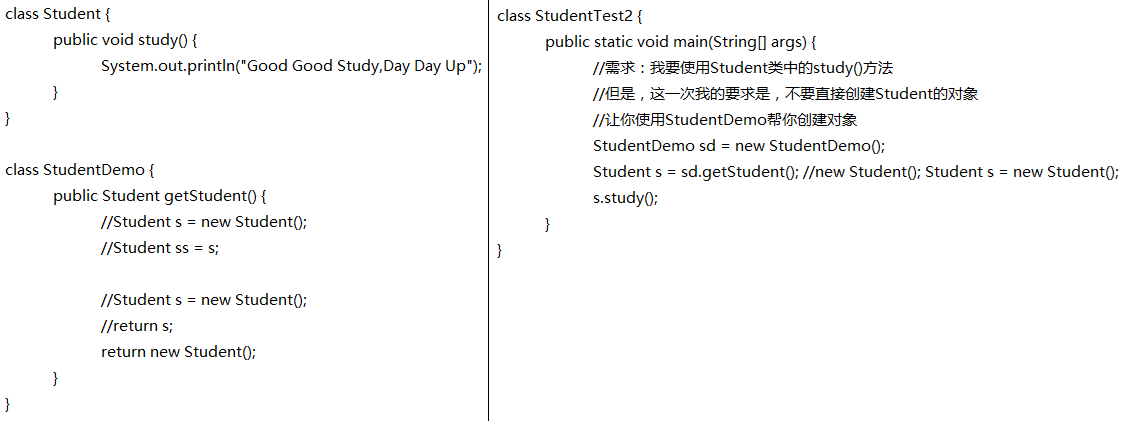 class Student {
public void study() {
System.out.println("Good Good Study,Day Day Up");
}
}
class StudentDemo {
public Student getStudent() {
//Student s = new Student();
//Student ss = s;
//Student s = new Student();
//return s;
return new Student();
}
}
class StudentTest2 {
public static void main(String[] args) {
//需求：我要使用Student类中的study()方法
//但是，这一次我的要求是，不要直接创建Student的对象
//让你使用StudentDemo帮你创建对象
StudentDemo sd = new StudentDemo();
Student s = sd.getStudent(); //new Student(); Student s = new Student();
s.study();
}
}